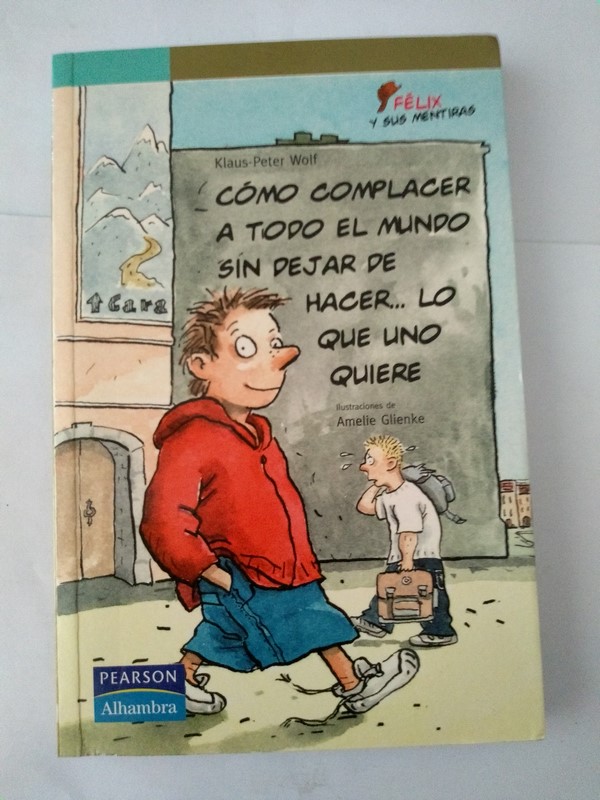 FÉLIX
Y SUS MENTIRAS
Klaus-Peter Wolf
CÓMO COMPLACER
A TODO EL MUNDO
SIN DEJAR DE
HACER... LO
QUE UNO
QUIERE
Ilustraciones de
Amelie Glienke
Cara
PEARSON
Alhambra